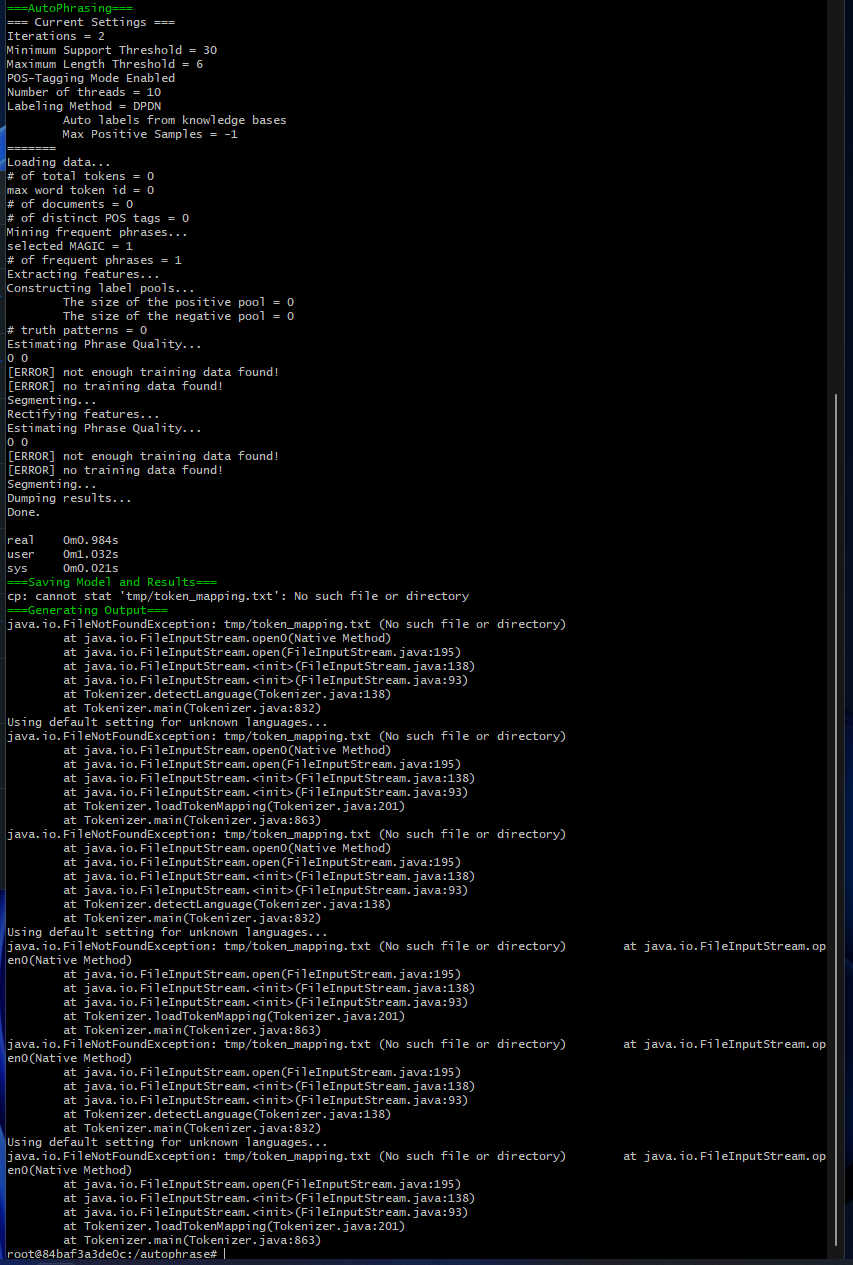 ===AutoPhrasing===
=== Current Settings ===
Iterations = 2
Minimum Support Threshold = 30
Maximum Length Threshold = 6
POS-Tagging Mode Enabled
Number of threads = 10
Labeling Method = DPDN
        Auto labels from knowledge bases
        Max Positive Samples = -1
=======
Loading data...
# of total tokens = 0
max word token id = 0
# of documents = 0
# of distinct POS tags = 0
Mining frequent phrases...
selected MAGIC = 1
# of frequent phrases = 1
Extracting features...
Constructing label pools...
        The size of the positive pool = 0
        The size of the negative pool = 0
# truth patterns = 0
Estimating Phrase Quality...
0 0
[ERROR] not enough training data found!
[ERROR] no training data found!
Segmenting...
Rectifying features...
Estimating Phrase Quality...
0 0
[ERROR] not enough training data found!
[ERROR] no training data found!
Segmenting...
Dumping results...
Done.

real    0m0.984s
user    0m1.032s
sys     0m0.021s
===Saving Model and Results===
cp: cannot stat 'tmp/token_mapping.txt': No such file or directory
===Generating Output===
java.io.FileNotFoundException: tmp/token_mapping.txt (No such file or directory)
        at java.io.FileInputStream.open0(Native Method)
        at java.io.FileInputStream.open(FileInputStream.java:195)
        at java.io.FileInputStream.<init>(FileInputStream.java:138)
        at java.io.FileInputStream.<init>(FileInputStream.java:93)
        at Tokenizer.detectLanguage(Tokenizer.java:138)
        at Tokenizer.main(Tokenizer.java:832)
Using default setting for unknown languages...
java.io.FileNotFoundException: tmp/token_mapping.txt (No such file or directory)
        at java.io.FileInputStream.open0(Native Method)
        at java.io.FileInputStream.open(FileInputStream.java:195)
        at java.io.FileInputStream.<init>(FileInputStream.java:138)
        at java.io.FileInputStream.<init>(FileInputStream.java:93)
        at Tokenizer.loadTokenMapping(Tokenizer.java:201)
        at Tokenizer.main(Tokenizer.java:863)
java.io.FileNotFoundException: tmp/token_mapping.txt (No such file or directory)
        at java.io.FileInputStream.open0(Native Method)
        at java.io.FileInputStream.open(FileInputStream.java:195)
        at java.io.FileInputStream.<init>(FileInputStream.java:138)
        at java.io.FileInputStream.<init>(FileInputStream.java:93)
        at Tokenizer.detectLanguage(Tokenizer.java:138)
        at Tokenizer.main(Tokenizer.java:832)
Using default setting for unknown languages...
java.io.FileNotFoundException: tmp/token_mapping.txt (No such file or directory)        at java.io.FileInputStream.op
en0(Native Method)
        at java.io.FileInputStream.open(FileInputStream.java:195)
        at java.io.FileInputStream.<init>(FileInputStream.java:138)
        at java.io.FileInputStream.<init>(FileInputStream.java:93)
        at Tokenizer.loadTokenMapping(Tokenizer.java:201)
        at Tokenizer.main(Tokenizer.java:863)
java.io.FileNotFoundException: tmp/token_mapping.txt (No such file or directory)        at java.io.FileInputStream.op
en0(Native Method)
        at java.io.FileInputStream.open(FileInputStream.java:195)
        at java.io.FileInputStream.<init>(FileInputStream.java:138)
        at java.io.FileInputStream.<init>(FileInputStream.java:93)
        at Tokenizer.detectLanguage(Tokenizer.java:138)
        at Tokenizer.main(Tokenizer.java:832)
Using default setting for unknown languages...
java.io.FileNotFoundException: tmp/token_mapping.txt (No such file or directory)        at java.io.FileInputStream.op
en0(Native Method)
        at java.io.FileInputStream.open(FileInputStream.java:195)
        at java.io.FileInputStream.<init>(FileInputStream.java:138)
        at java.io.FileInputStream.<init>(FileInputStream.java:93)
        at Tokenizer.loadTokenMapping(Tokenizer.java:201)
        at Tokenizer.main(Tokenizer.java:863)
root@84baf3a3de0c:/autophrase#